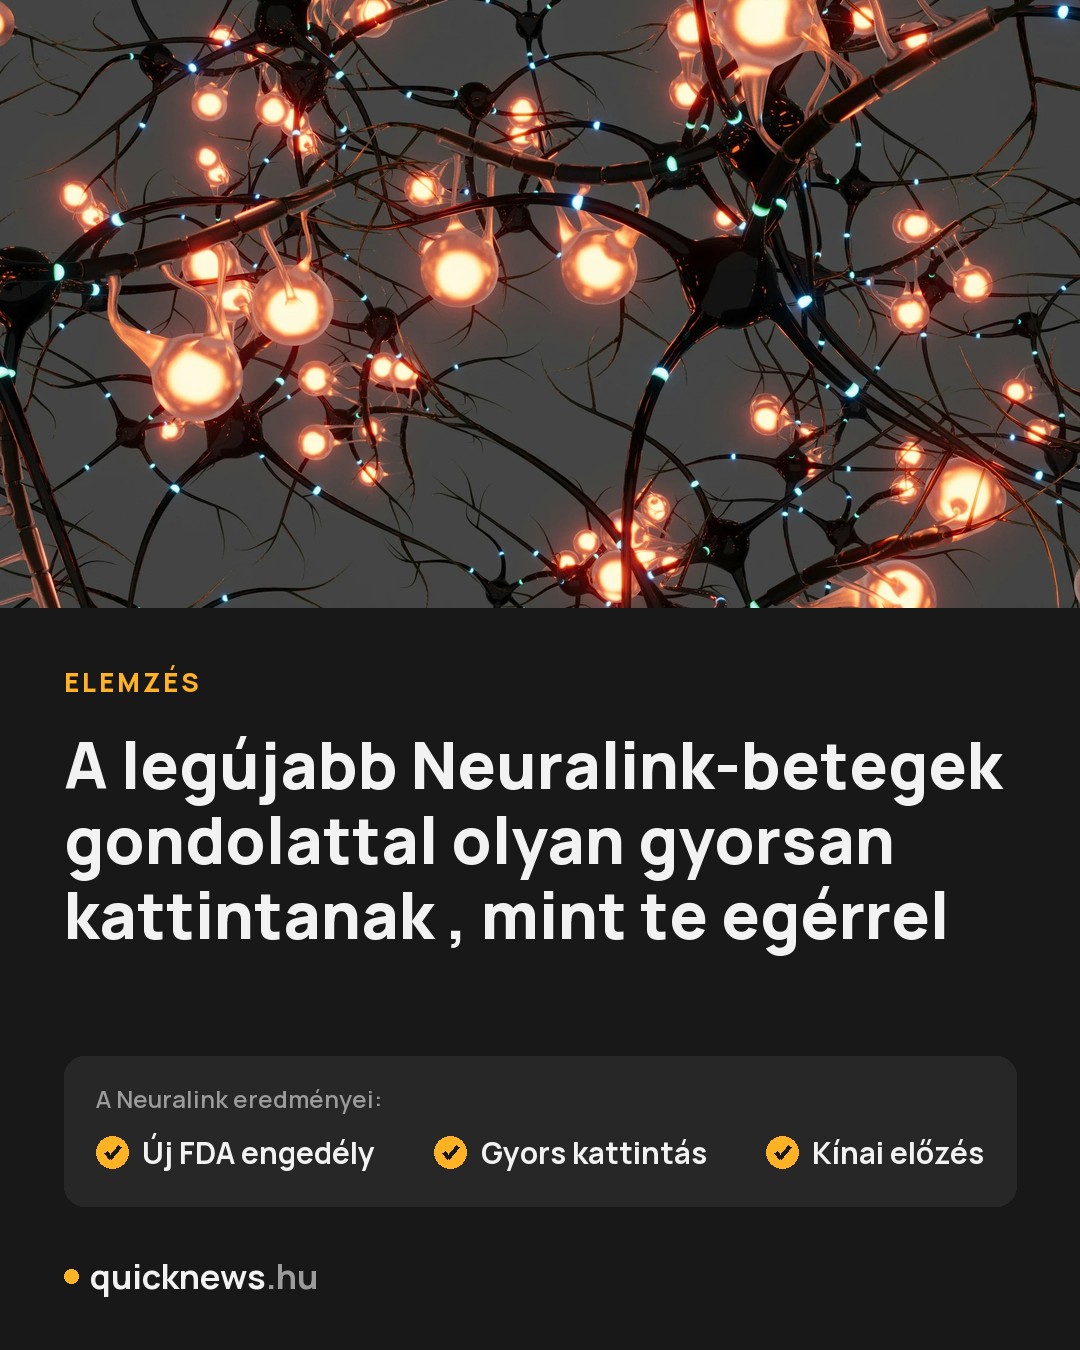 ELEMZÉS
A legújabb Neuralink-betegek
gondolattal olyan gyorsan
kattintanak , mint te egérrel
A Neuralink eredményei:
Új FDA engedély
Gyors kattintás
Kínai előzés
quicknews.hu